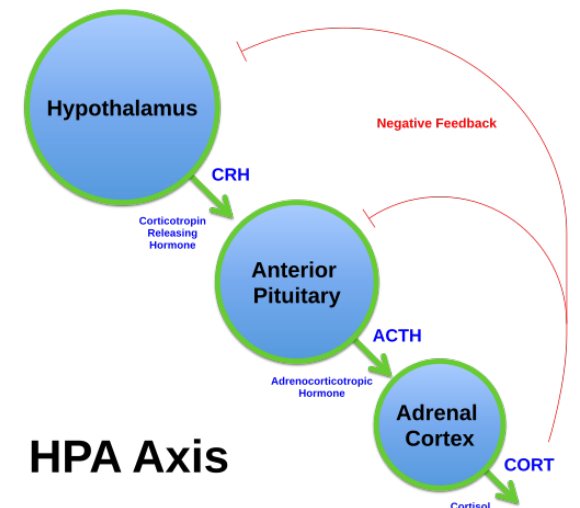 Hypothalamus
Negative Feedback
CRH
Corticotropin
Releasing
Hormone
Anterior
Pituitary
ACTH
Adrenocorticotropic
Hormone
Adrenal
Cortex
HPA Axis
CORT
Cortisol